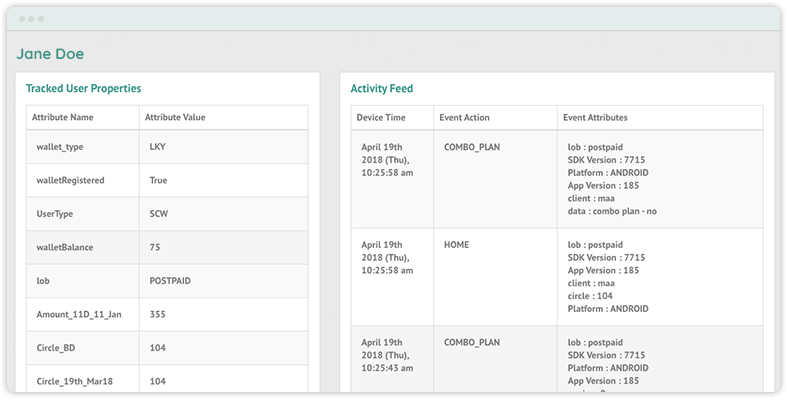 Jane Doe
Tracked User Properties
Attribute Name Attribute Value
wallet_type LKY
walletRegistered True
UserType SCW
walletBalance 75
lob POSTPAID
Amount_11D_11_Jan 355
Circle_BD 104
Circle_19th_Mar18 104
Activity Feed
Device Time Event Action Event Attributes
April 19th COMBO_PLAN lob : postpaid
2018 (Thu), SDK Version : 7715
10:25:58 am Platform : ANDROID
App Version : 185
client : maa
data : combo plan - no
April 19th HOME lob : postpaid
2018 (Thu), SDK Version : 7715
10:25:58 am App Version : 185
client : maa
circle : 104
Platform : ANDROID
April 19th COMBO_PLAN lob : postpaid
2018 (Thu), SDK Version : 7715
10:25:43 am Platform : ANDROID
App Version : 185